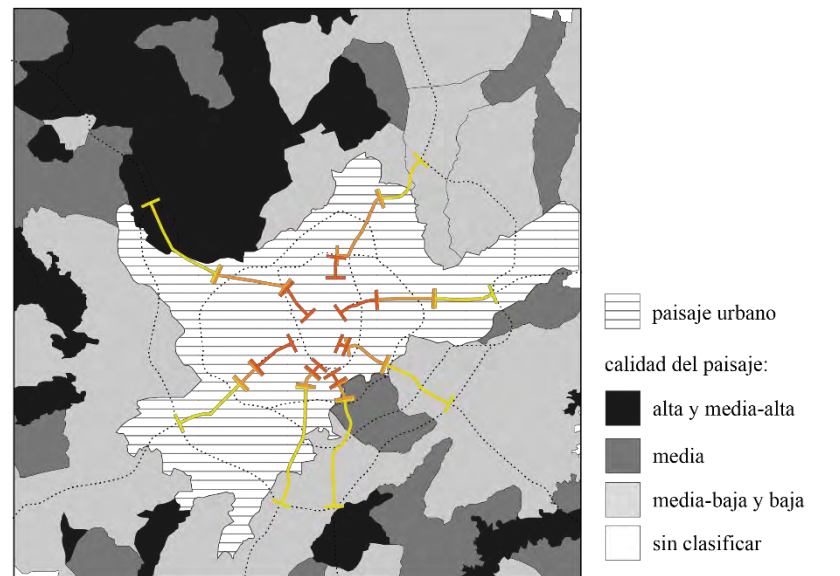 paisaje urbano
calidad del paisaje:
alta y media-alta
media
media-baja y baja
sin clasificar